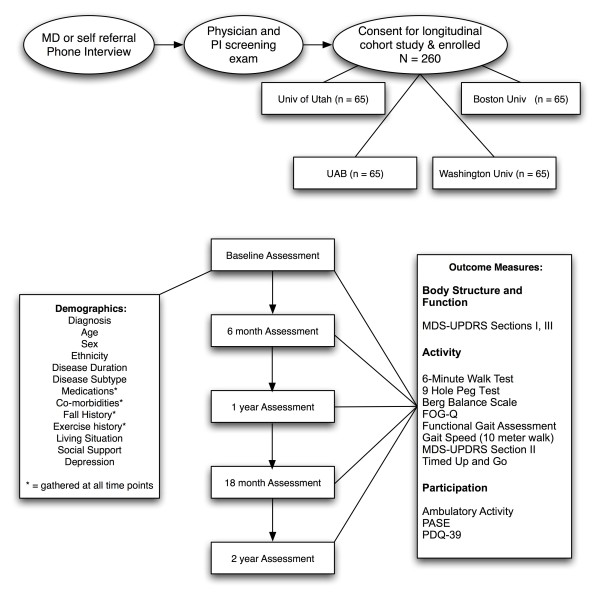 MD or self referral
Phone Interview
Physician and
PI screening
exam
Consent for longitudinal
cohort study & enrolled
N = 260
Univ of Utah (n = 65)
Boston Univ (n = 65)
UAB (n = 65)
Washington Univ (n = 65)
Baseline Assessment
6 month Assessment
1 year Assessment
18 month Assessment
2 year Assessment
Demographics:
Diagnosis
Age
Sex
Ethnicity
Disease Duration
Disease Subtype
Medications*
Co-morbidities*
Fall History*
Exercise history*
Living Situation
Social Support
Depression
* = gathered at all time points
Outcome Measures:
Body Structure and
Function
MDS-UPDRS Sections I, III
Activity
6-Minute Walk Test
9 Hole Peg Test
Berg Balance Scale
FOG-Q
Functional Gait Assessment
Gait Speed (10 meter walk)
MDS-UPDRS Section II
Timed Up and Go
Participation
Ambulatory Activity
PASE
PDQ-39